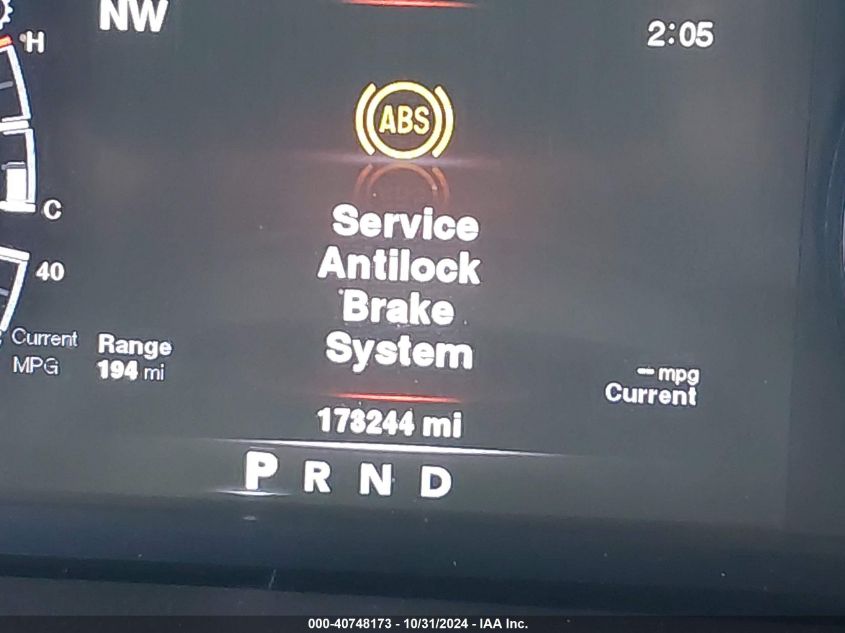 NW
2:05
H
ABS
C
Service
Antilock
Brake
System
40
Current
MPG
Range
194 mi
-- mpg
Current
173244 mi
P R N D
000-40748173 - 10/31/2024 - IAA Inc.